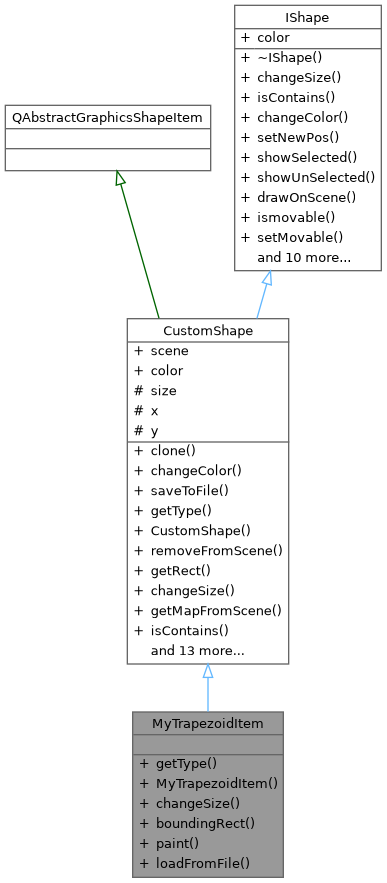 IShape
+ color
+ ~IShape()
+ changeSize()
+ isContains()
+ changeColor()
+ setNewPos()
+ showSelected()
+ showUnSelected()
+ drawOnScene()
+ ismovable()
+ setMovable()
and 10 more...
QAbstractGraphicsShapeItem
CustomShape
+ scene
+ color
# size
# x
# y
+ clone()
+ changeColor()
+ saveToFile()
+ getType()
+ CustomShape()
+ removeFromScene()
+ getRect()
+ changeSize()
+ getMapFromScene()
+ isContains()
and 13 more...
MyTrapezoidItem
+ getType()
+ MyTrapezoidItem()
+ changeSize()
+ boundingRect()
+ paint()
+ loadFromFile()